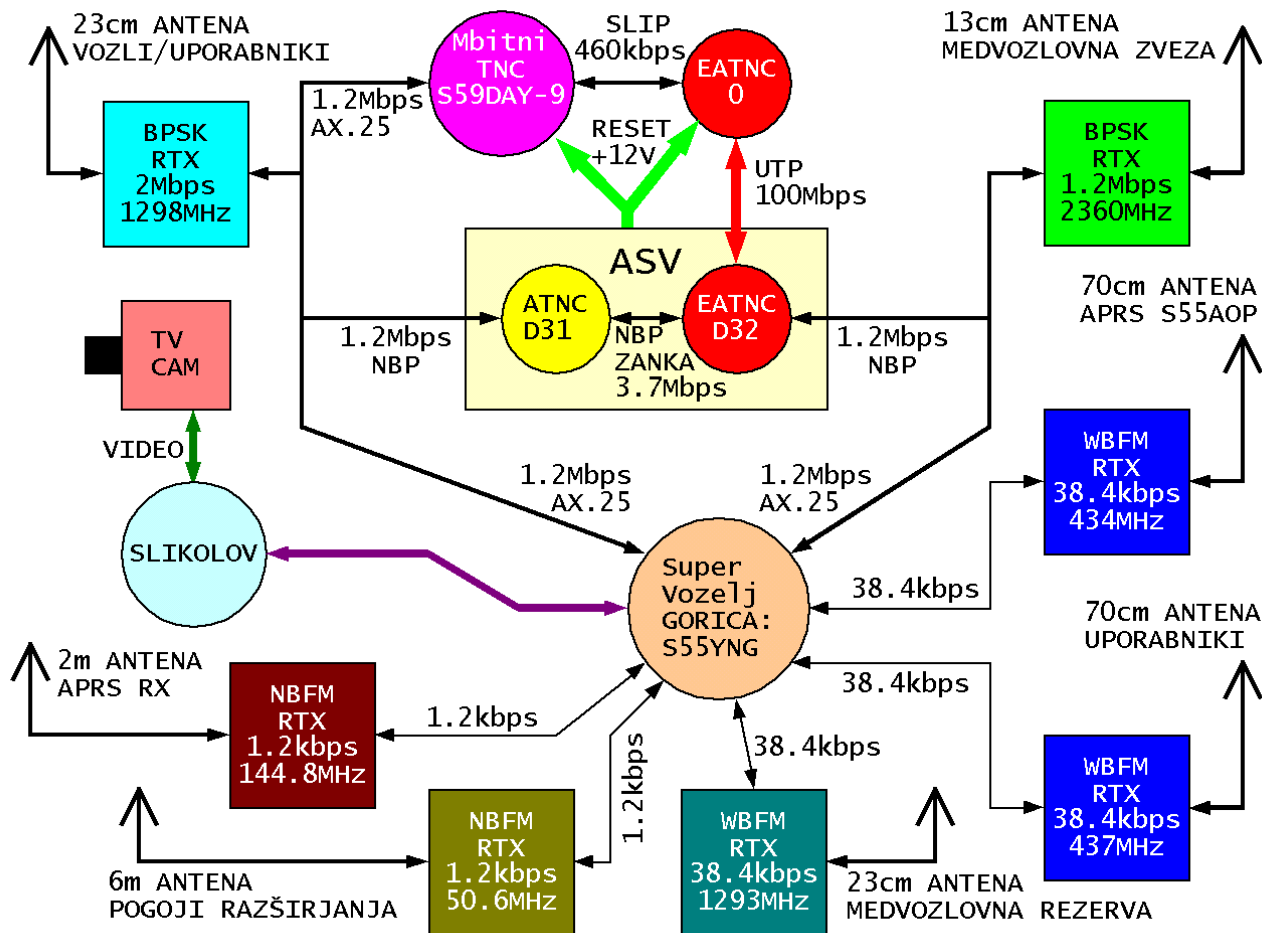 23cm ANTENA
VOZLI/UPORABNIKI
BPSK
RTX
2Mbps
1298MHz
1.2Mbps
AX.25
Mbitni
TNC
S59DAY-9
SLIP
460kbps
EATNC
0
RESET
+12V
UTP
100Mbps
13cm ANTENA
MEDVOZLOVNA ZVEZA
BPSK
RTX
1.2Mbps
2360MHz
ASV
ATNC
D31
NBP
ZANKA
3.7Mbps
EATNC
D32
1.2Mbps
NBP
1.2Mbps
NBP
70cm ANTENA
APRS S55AOP
TV
CAM
VIDEO
SLIKOLOV
1.2Mbps
AX.25
1.2Mbps
AX.25
WBFM
RTX
38.4kbps
434MHz
Super
Vozelj
GORICA:
S55YNG
38.4kbps
70cm ANTENA
UPORABNIKI
38.4kbps
2m ANTENA
APRS RX
NBFM
RTX
1.2kbps
144.8MHz
1.2kbps
1.2kbps
38.4kbps
WBFM
RTX
38.4kbps
437MHz
6m ANTENA
POGOJI RAZŠIRJANJA
NBFM
RTX
1.2kbps
50.6MHz
WBFM
RTX
38.4kbps
1293MHz
23cm ANTENA
MEDVOZLOVNA REZERVA